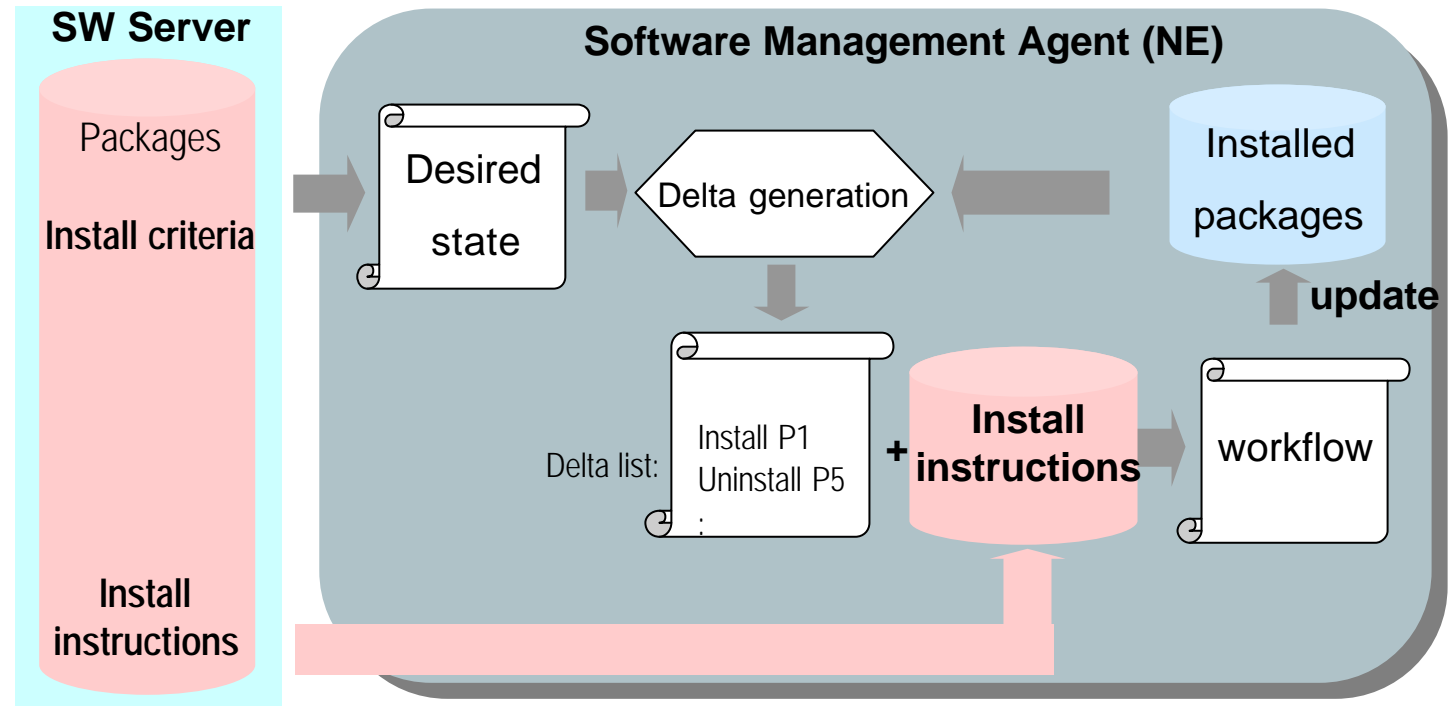 SW Server
Packages
Install criteria
Install
instructions
Software Management Agent (NE)
Desired
state
Delta generation
Installed
packages
update
Delta list:
Install P1
Uninstall P5
:
+
Install
instructions
workflow